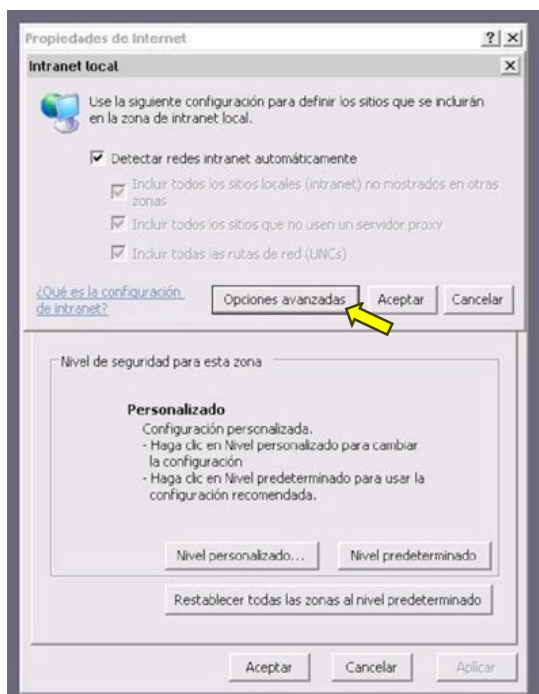 Propiedades de Internet
Intranet local
Use la siguiente configuración para definir los sitios que se incluirán
en la zona de intranet local.
Detectar redes intranet automáticamente
Incluir todos los sitios locales (intranet) no mostrados en otras
zonas
Incluir todos los sitios que no usen un servidor proxy
Incluir todas las rutas de red (UNCs)
¿Qué es la configuración
de intranet?
Opciones avanzadas
Aceptar
Cancelar
Nivel de seguridad para esta zona
Personalizado
Configuración personalizada.
- Haga clic en Nivel personalizado para cambiar
la configuración
- Haga clic en Nivel predeterminado para usar la
configuración recomendada.
Nivel personalizado...
Nivel predeterminado
Restablecer todas las zonas al nivel predeterminado
Aceptar
Cancelar
Aplicar